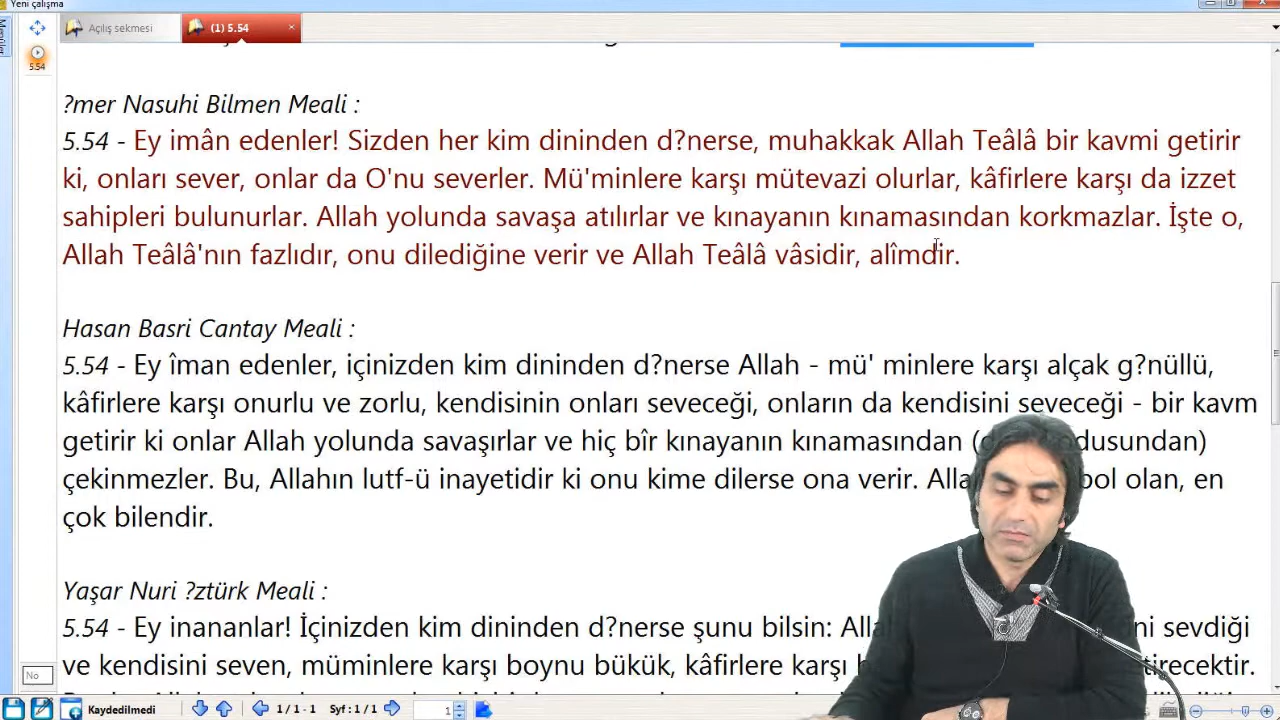 Yeni çalışma
Açılış sekmesi
(1) 5.54
5.54
?mer Nasuhi Bilmen Meali :
5.54 - Ey imân edenler! Sizden her kim dininden d?nerse, muhakkak Allah Teâlâ bir kavmi getirir
ki, onları sever, onlar da O'nu severler. Mü'minlere karşı mütevazi olurlar, kâfirlere karşı da izzet
sahipleri bulunurlar. Allah yolunda savaşa atılırlar ve kınayanın kınamasından korkmazlar. İşte o,
Allah Teâlâ'nın fazlıdır, onu dilediğine verir ve Allah Teâlâ vâsidir, alîmdir.
Hasan Basri Cantay Meali :
5.54 - Ey îman edenler, içinizden kim dininden d?nerse Allah - mü' minlere karşı alçak g?nüllü,
kâfirlere karşı onurlu ve zorlu, kendisinin onları seveceği, onların da kendisini seveceği - bir kavm
getirir ki onlar Allah yolunda savaşırlar ve hiç bîr kınayanın kınamasından
çekinmezler. Bu, Allahın lutf-ü inayetidir ki onu kime dilerse ona verir. bol olan, en
çok bilendir.
Yaşar Nuri ?ztürk Meali :
5.54 - Ey inananlar! İçinizden kim dininden d?nerse şunu bilsin: sevdiği
ve kendisini seven, müminlere karşı boynu bükük, kâfirlere karşı
No
Kaydedilmedi
1 / 1 - 1
Syf : 1 / 1
1